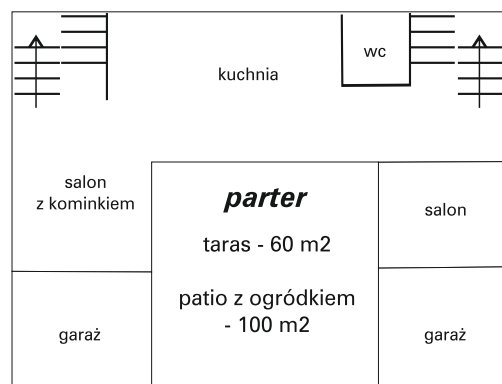 wc
kuchnia
salon
z kominkiem
parter
taras - 60 m2
salon
patio z ogródkiem
- 100 m2
garaż
garaż